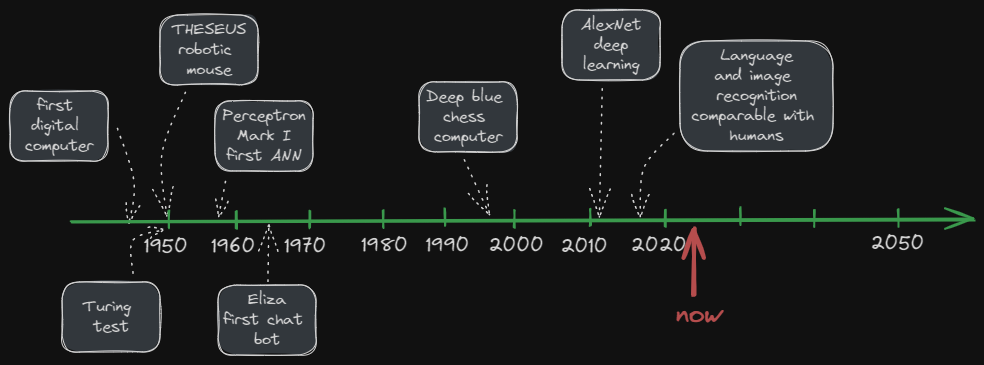 THESEUS
robotic
mouse
AlexNet
deep
learning
Language
and image
recognition
comparable with
humans
first
digital
computer
Perceptron
Mark I
first ANN
Deep blue
chess
computer
1950 1960 1970 1980 1990 2000 2010 2020 2050
Turing
test
Eliza
first chat
bot
now